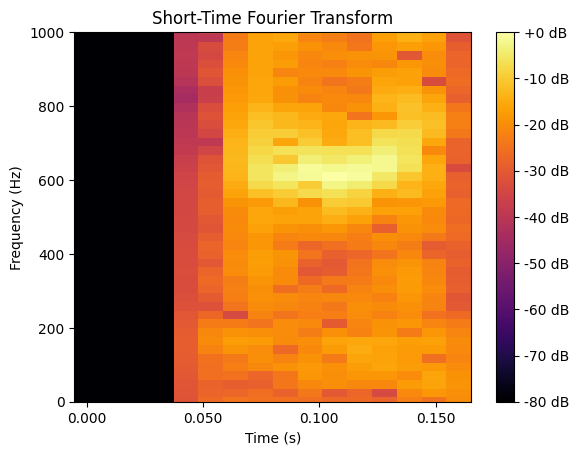 Short-Time Fourier Transform
1000
800
600
400
200
0
Frequency (Hz)
0.000
0.050
0.100
0.150
Time (s)
+0 dB
-10 dB
-20 dB
-30 dB
-40 dB
-50 dB
-60 dB
-70 dB
-80 dB